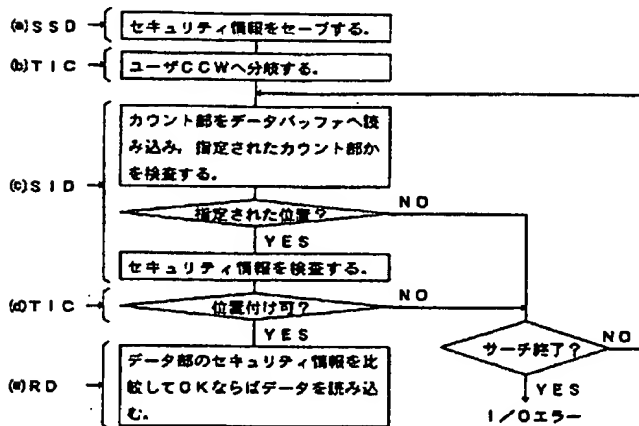 (a)SSD
セキュリティ情報をセーブする。
(b)TIC
ユーザCCWへ分岐する。
カウント部をデータバッファへ読
み込み,指定されたカウント部か
を検査する。
(c)SID
指定された位置?
NO
YES
セキュリティ情報を検査する。
(d)TIC
位置付け可?
NO
YES
サーチ終了?
NO
(e)RD
データ部のセキュリティ情報を比
較してOKならばデータを読み込
む。
YES
I/Oエラー